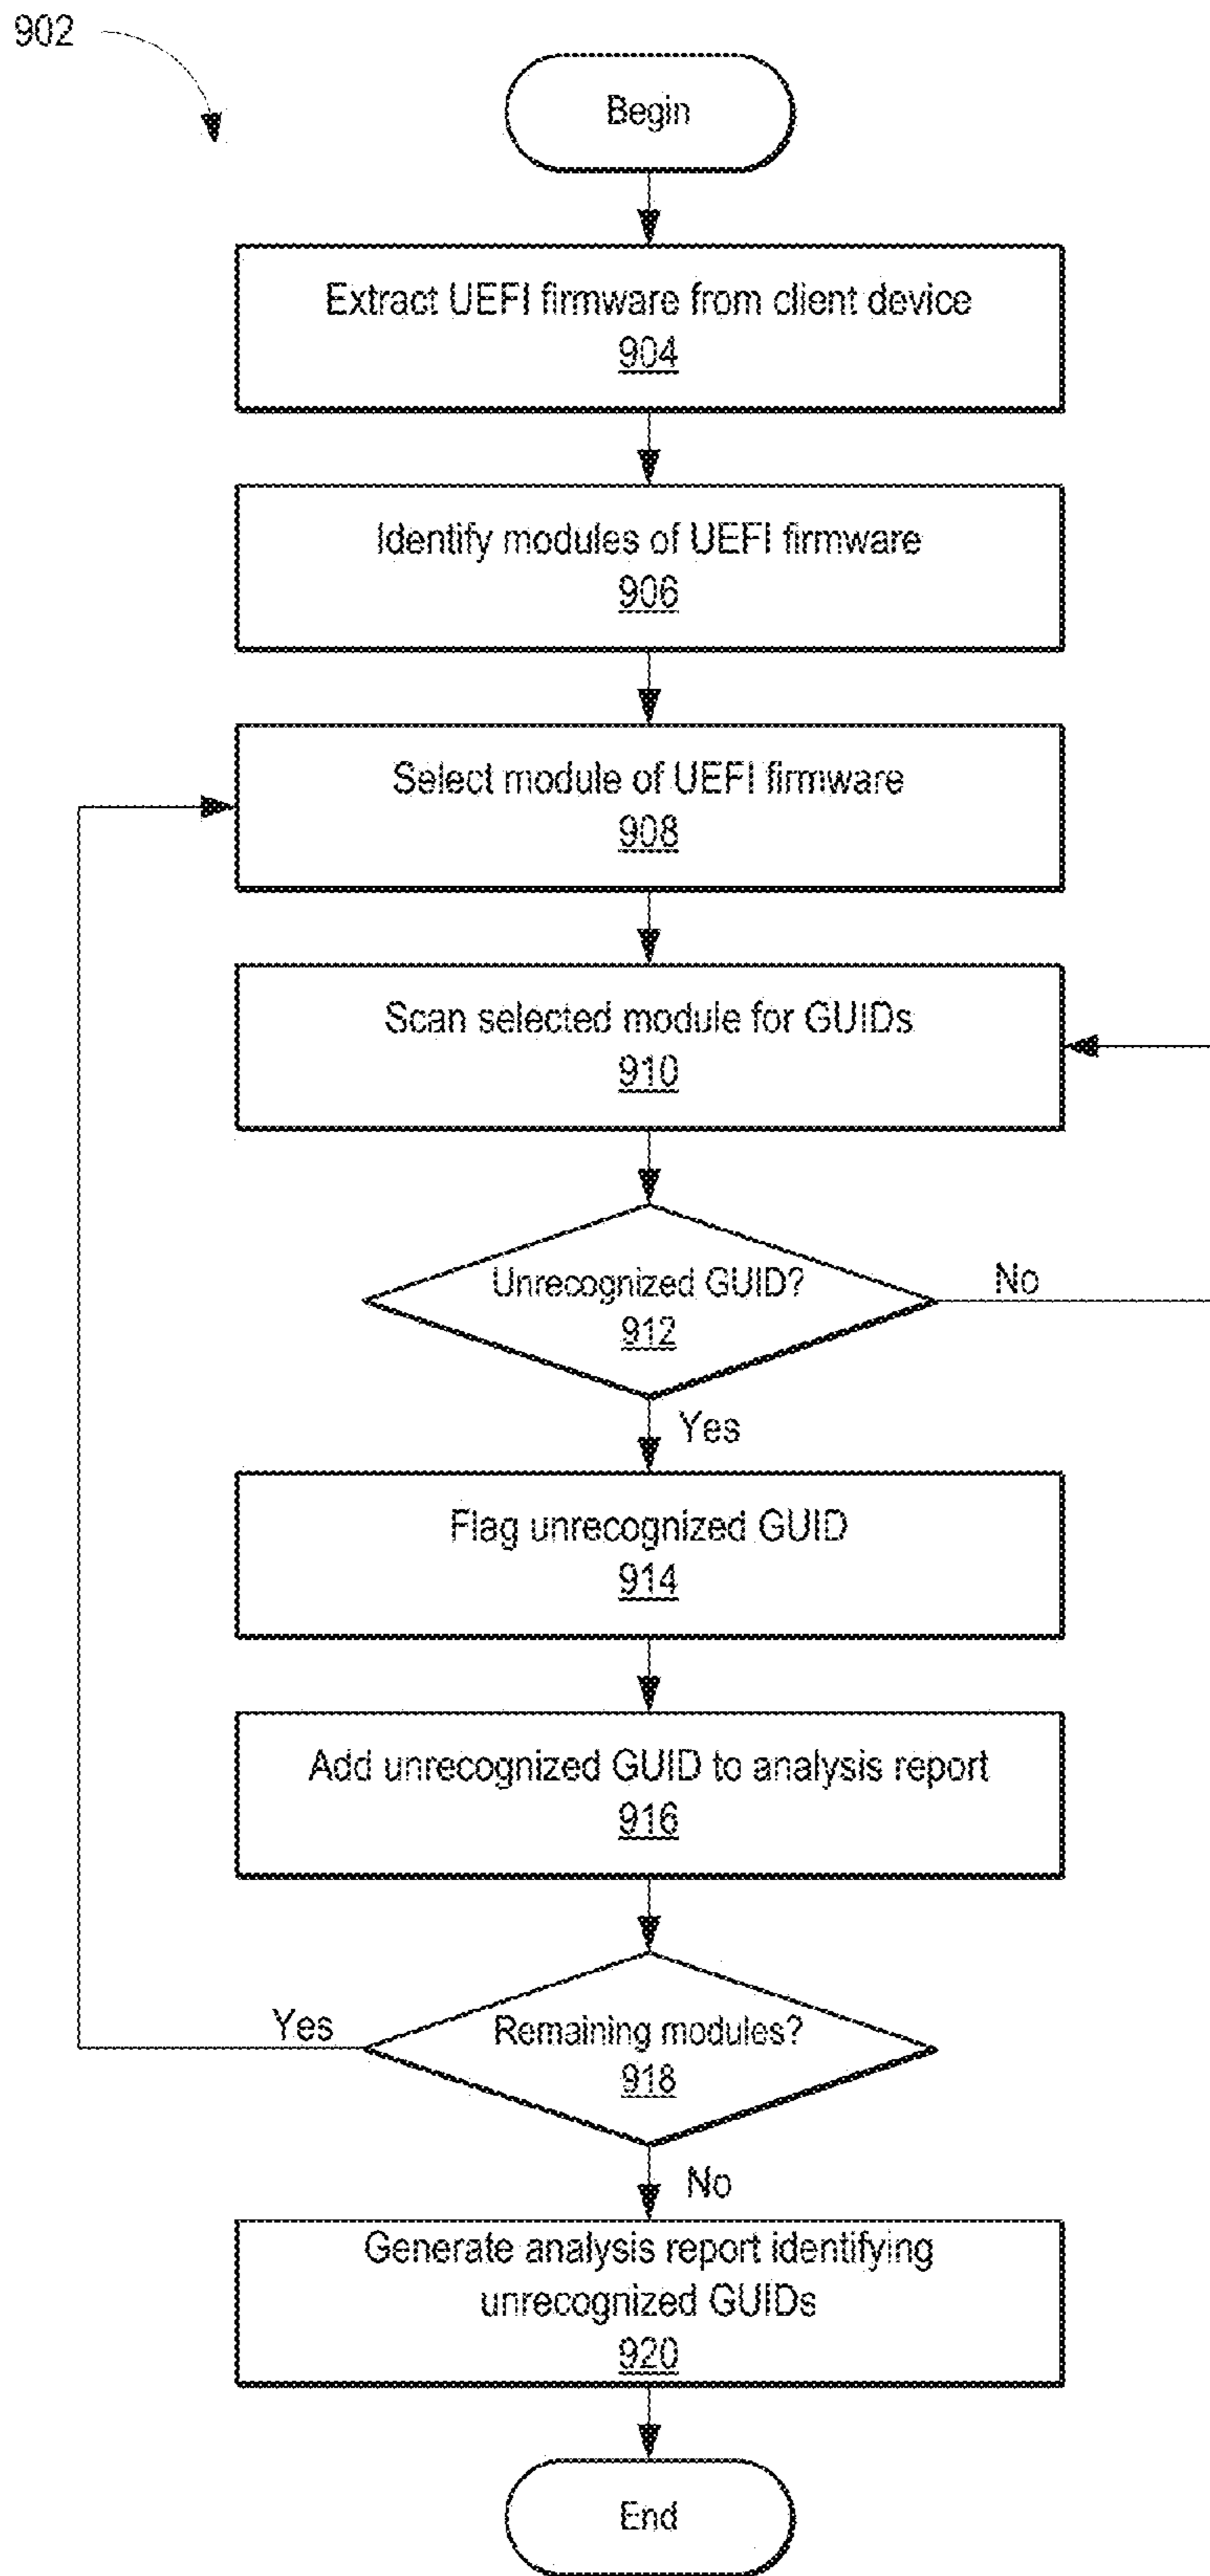 902
Begin
Extract UEFI firmware from client device
904
Identify modules of UEFI firmware
906
Select module of UEFI firmware
908
Scan selected module for GUIDs
910
Unrecognized GUID?
No
912
Yes
Flag unrecognized GUID
914
Add unrecognized GUID to analysis report
916
Yes
Remaining modules?
918
No
Generate analysis report identifying
unrecognized GUIDs
920
End